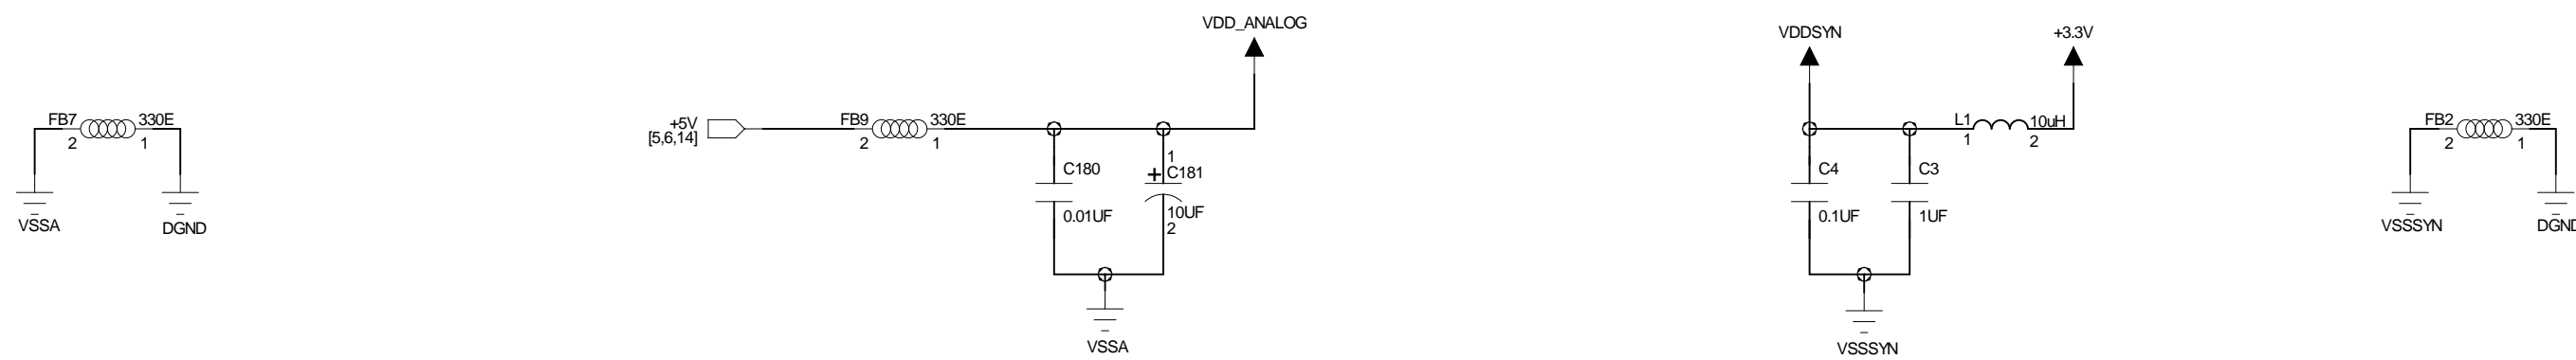 FB7 330E
2 1
VSSA
DGND
VDD_ANALOG
+5V
[5,6,14]
FB9 330E
2 1
C180
0.01UF
1
+ C181
10UF
2
VSSA
VDDSYN
+3.3V
L1 10uH
1 2
C4
0.1UF
C3
1UF
VSSSYN
FB2 330E
2 1
VSSSYN
DGND